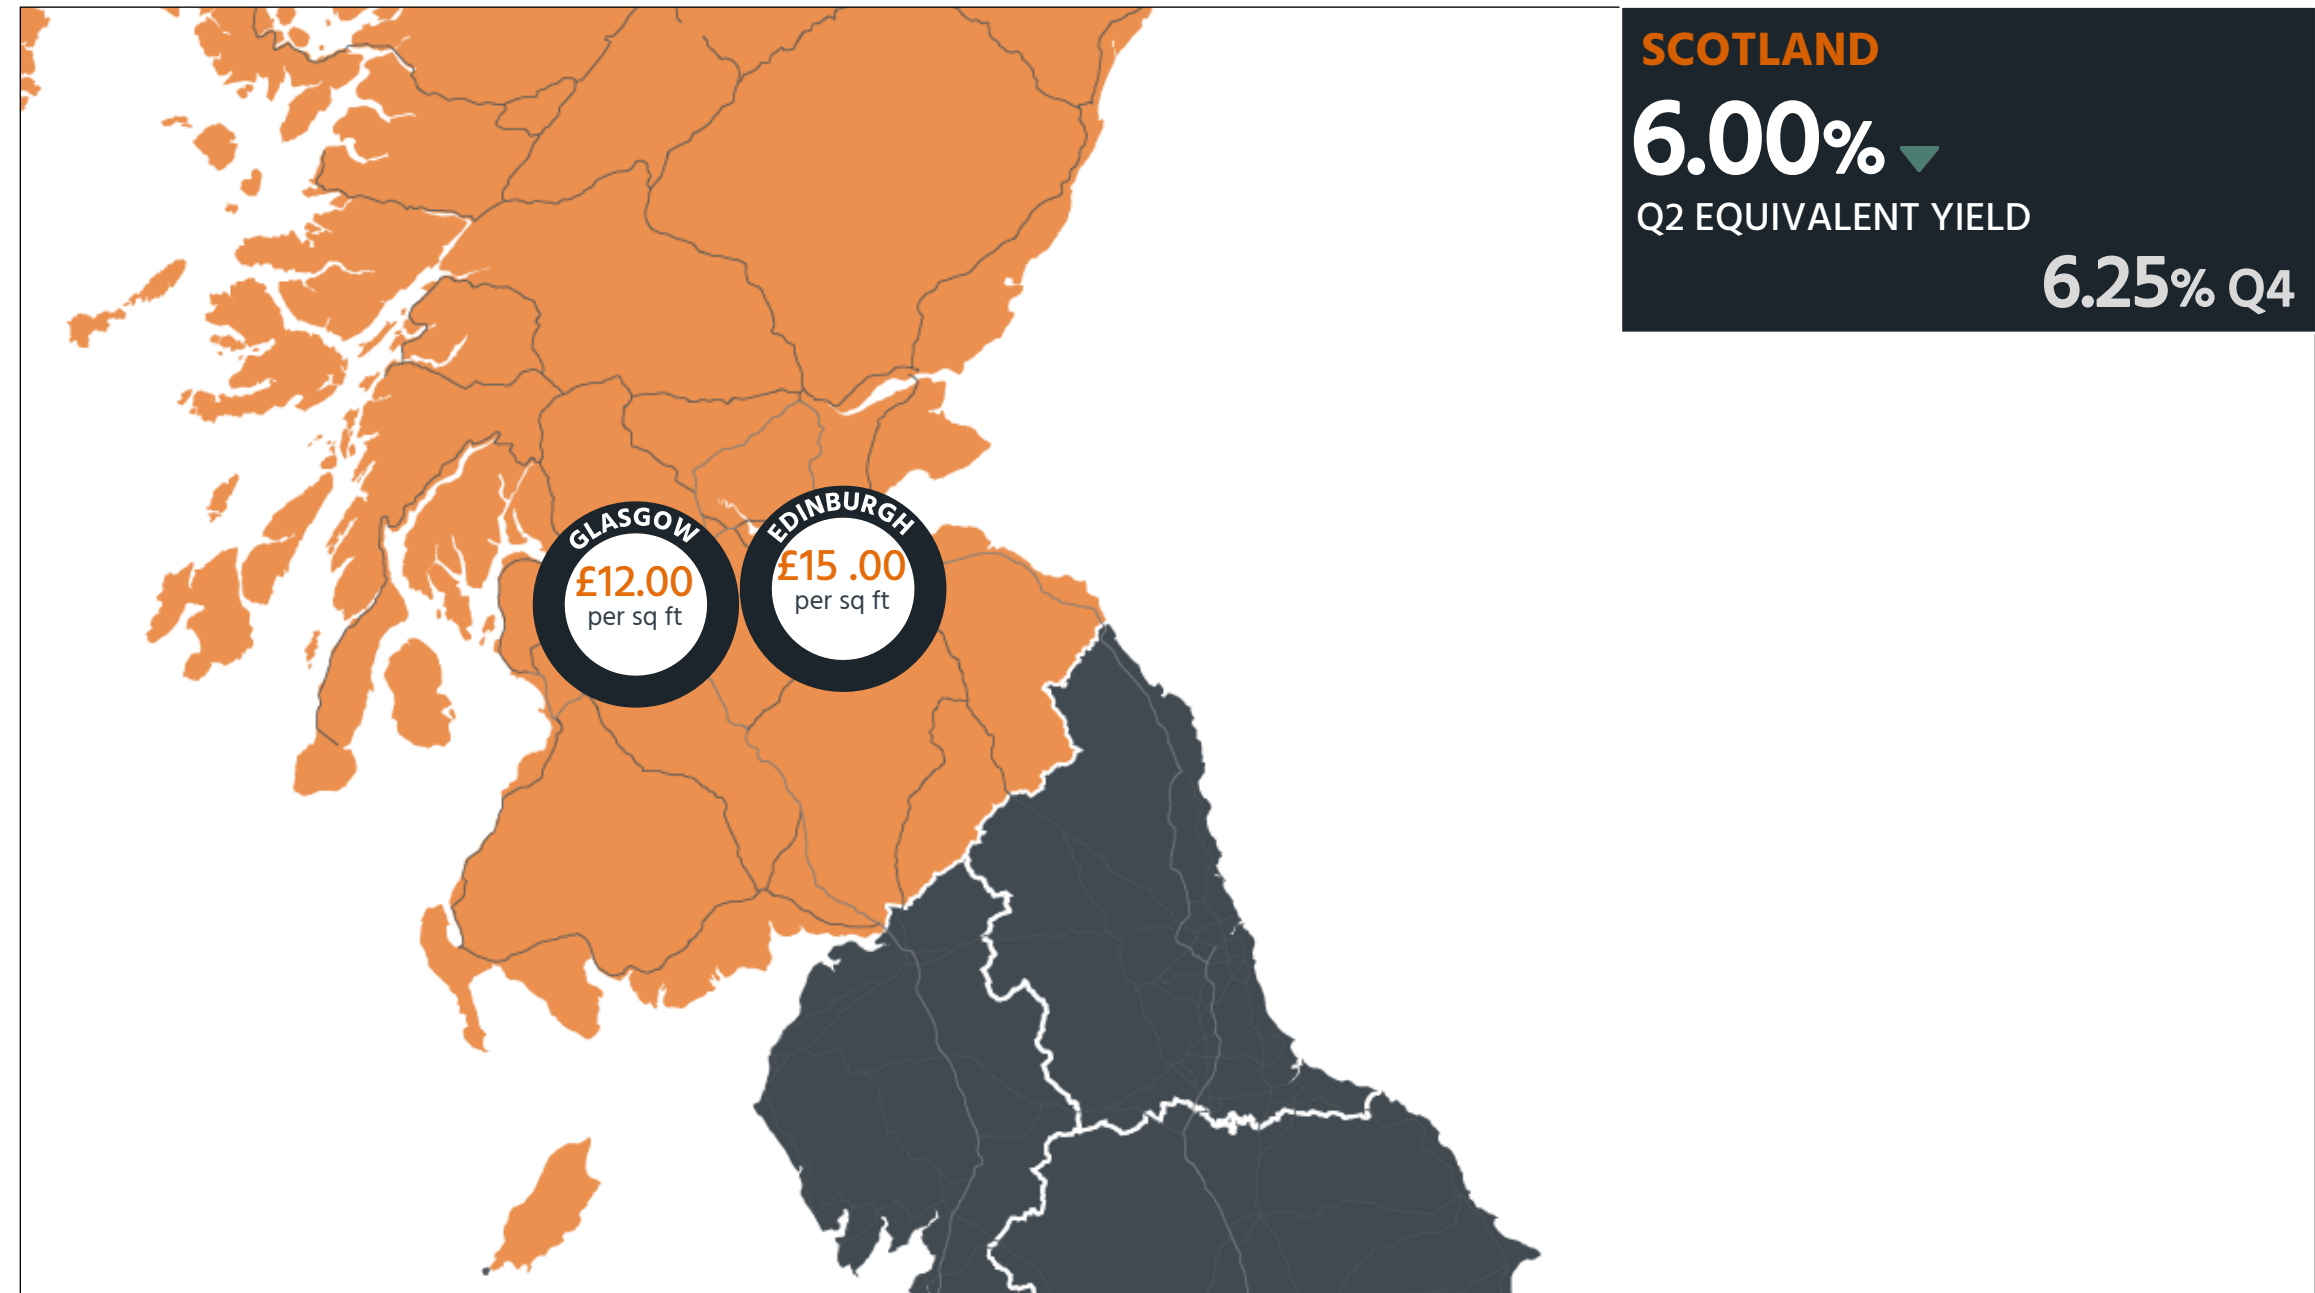 SCOTLAND
6.00%
Q2 EQUIVALENT YIELD
6.25% Q4
GLASGOW
£12.00
per sq ft
EDINBURGH
£15 .00
per sq ft